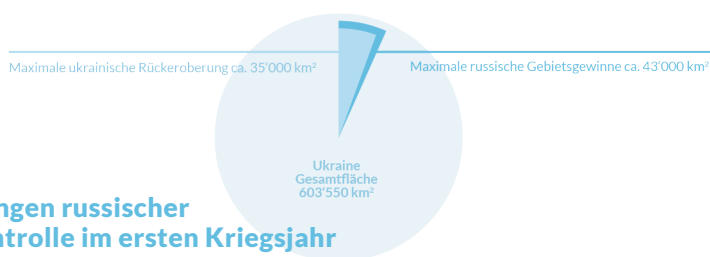 Maximale ukrainische Rückeroberung ca. 35’000 km²
Maximale russische Gebietsgewinne ca. 43’000 km²
Ukraine
Gesamtfläche
603’550 km²
ngen russischer
ntrolle im ersten Kriegsjahr